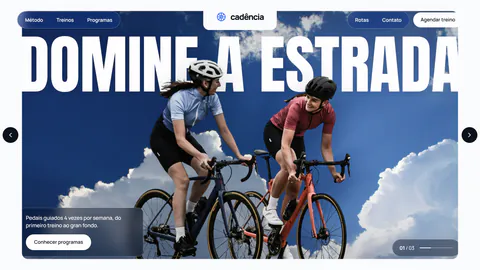 Método
Treinos
Programas
cadência
Rotas
Contato
Agendar treino
DOMINE A ESTRADA
Pedais guiados 4 vezes por semana, do
primeiro treino ao gran fondo.
Conhecer programas
01 / 03